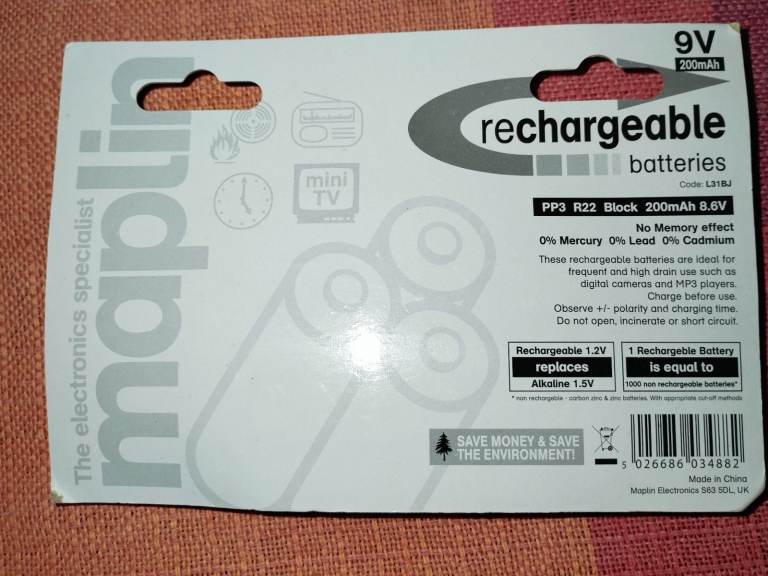 The electronics specialist
maplin
mini
TV
9V
200mAh
rechargeable
batteries
Code: L31BJ
PP3 R22 Block 200mAh 8.6V
No Memory effect
0% Mercury 0% Lead 0% Cadmium
These rechargeable batteries are ideal for
frequent and high drain use such as
digital cameras and MP3 players.
Charge before use.
Observe +/- polarity and charging time.
Do not open, incinerate or short circuit.
Rechargeable 1.2V
replaces
Alkaline 1.5V
1 Rechargeble Battery
is equal to
1000 non rechargeable batteries*
* non rechargeble - carbon zinc & zinc batteries. With appropriate cut-off methods
SAVE MONEY & SAVE
THE ENVIRONMENT!
5 026686 034882
Made in China
Maplin Electronics S63 5DL, UK